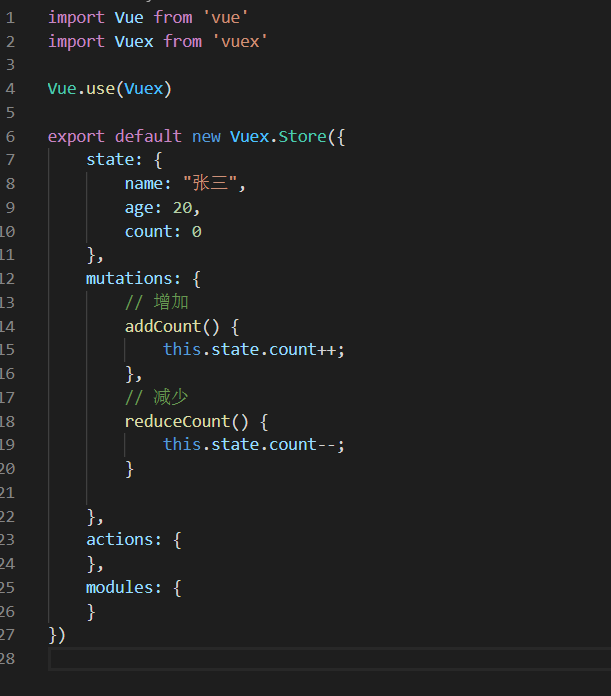 1 import Vue from 'vue'
2 import Vuex from 'vuex'
3
4 Vue.use(Vuex)
5
6 export default new Vuex.Store({
7     state: {
8         name: "张三",
9         age: 20,
10         count: 0
11     },
12     mutations: {
13         // 增加
14         addCount() {
15             this.state.count++;
16         },
17         // 减少
18         reduceCount() {
19             this.state.count--;
20         }
21
22     },
23     actions: {
24     },
25     modules: {
26     }
27 })
28